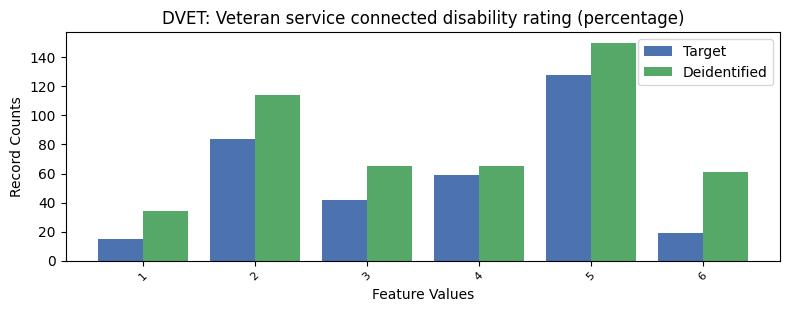 DVET: Veteran service connected disability rating (percentage)
Target
Deidentified
Record Counts
140
120
100
80
60
40
20
0
1 2 3 4 5 6
Feature Values